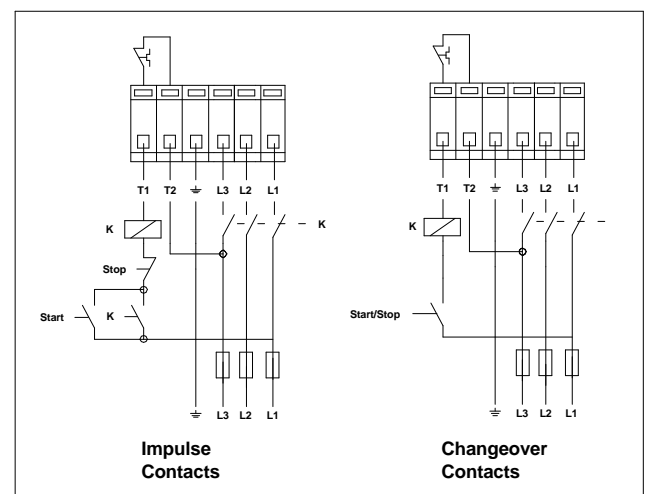 T1 T2 L3 L2 L1
K K
Stop
Start K
L3 L2 L1
Impulse
Contacts
T1 T2 L3 L2 L1
K
Start/Stop
L3 L2 L1
Changeover
Contacts